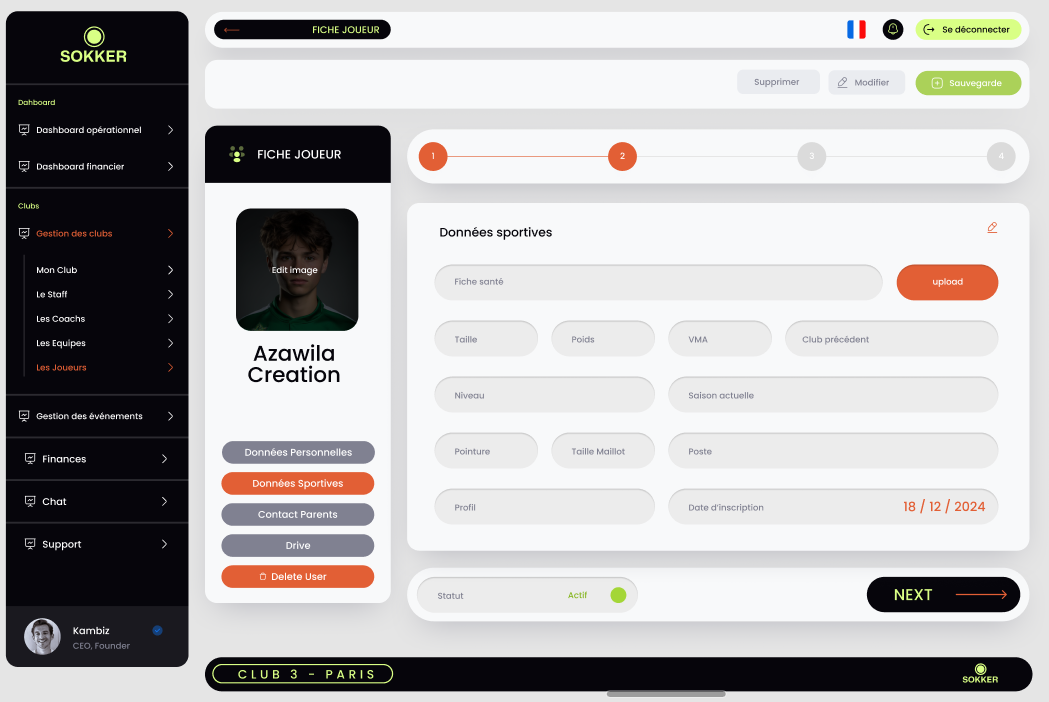 SOKKER
Dahboard
Dashboard opérationnel
Dashboard financier
Clubs
Gestion des clubs
Mon Club
Le Staff
Les Coachs
Les Equipes
Les Joueurs
Gestion des événements
Finances
Chat
Support
Kambiz
CEO, Founder
FICHE JOUEUR
Se déconnecter
Supprimer
Modifier
Sauvegarde
FICHE JOUEUR
Edit image
Azawila
Creation
Données Personnelles
Données Sportives
Contact Parents
Drive
Delete User
1 2 3 4
Données sportives
Fiche santé
upload
Taille Poids VMA Club précédent
Niveau Saison actuelle
Pointure Taille Maillot Poste
Profil Date d'inscription 18 / 12 / 2024
Statut Actif
NEXT
CLUB 3 - PARIS
SOKKER